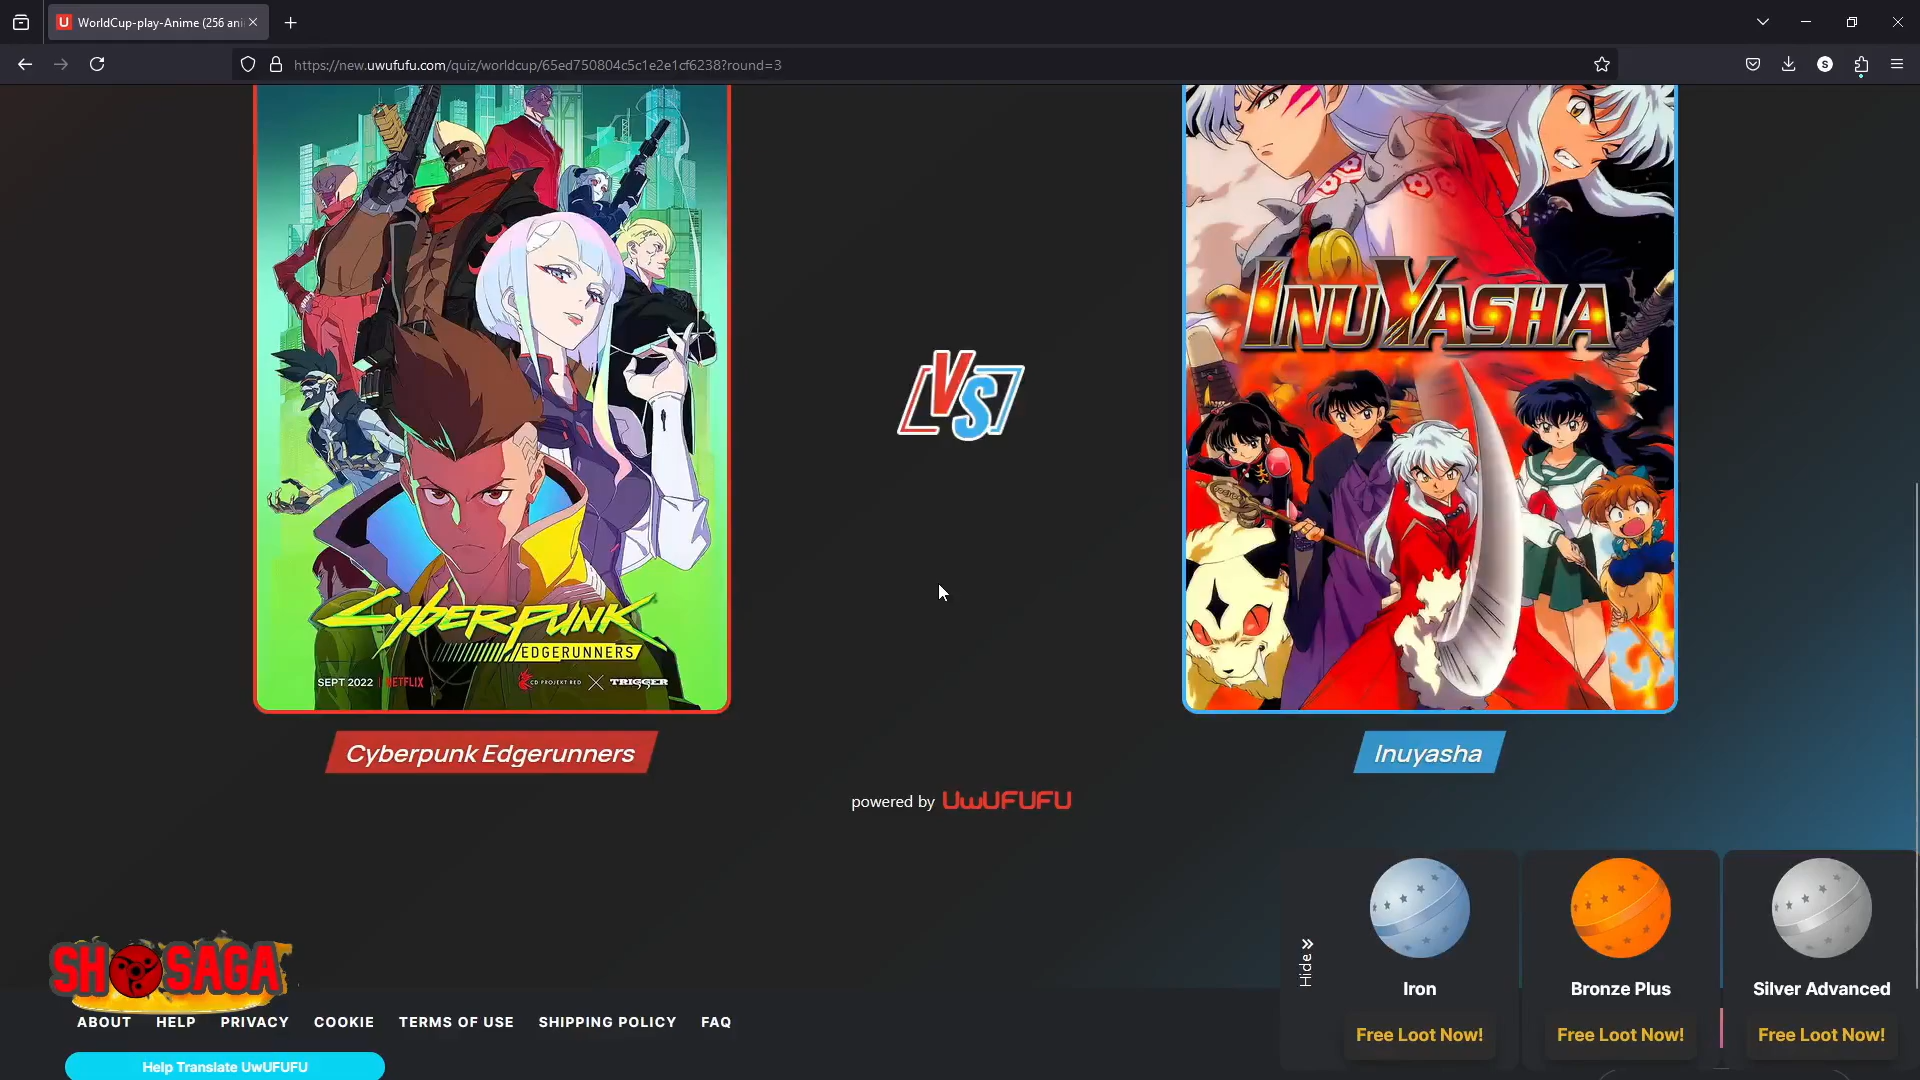 WorldCup-play-Anime (256 ani
https://new.uwufufu.com/quiz/worldcup/65ed750804c5c1e2e1cf6238?round=3
S
CYBERPUNK
EDGERUNNERS
SEPT 2022 | NETFLIX
CD PROJEKT RED X TRIGGER
VS
INUYASHA
Cyberpunk Edgerunners
Inuyasha
powered by UwUFUFU
Hide
Iron
Free Loot Now!
Bronze Plus
Free Loot Now!
Silver Advanced
Free Loot Now!
SHOSAGA
ABOUT HELP PRIVACY COOKIE TERMS OF USE SHIPPING POLICY FAQ
Help Translate UwUFUFU